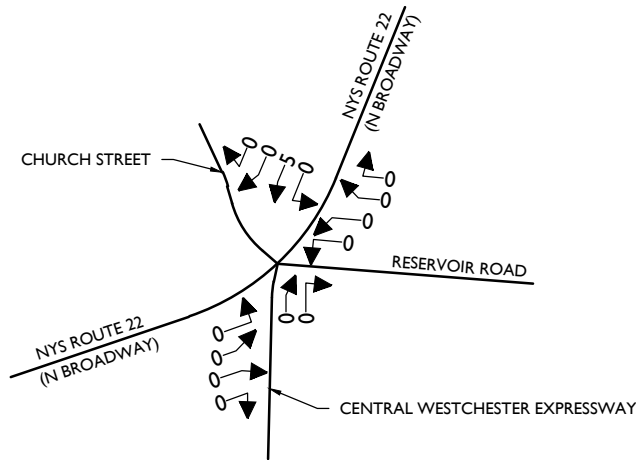 NYS ROUTE 22
(N BROADWAY)
CHURCH STREET
0
0
5
0
0
0
0
0
RESERVOIR ROAD
0
0
NYS ROUTE 22
(N BROADWAY)
0
0
0
0
CENTRAL WESTCHESTER EXPRESSWAY